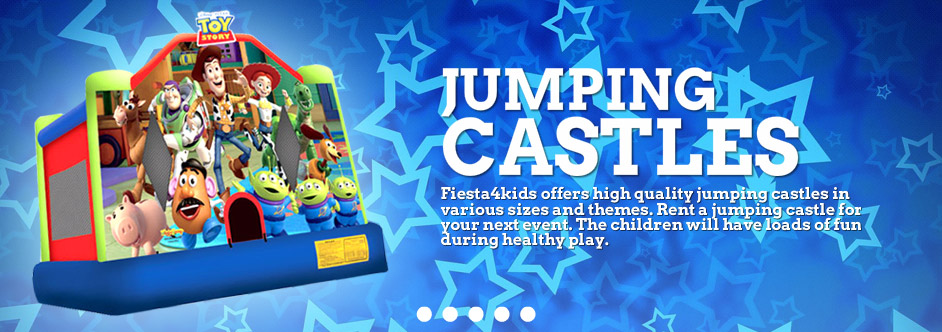 TOY
STORY
JUMPING
CASTLES
Fiesta4kids offers high quality jumping castles in
various sizes and themes. Rent a jumping castle for
your next event. The children will have loads of fun
during healthy play.